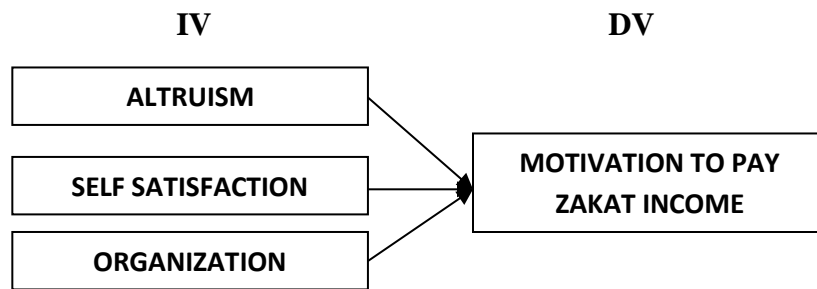 IV
DV
ALTRUISM
SELF SATISFACTION
ORGANIZATION
MOTIVATION TO PAY
ZAKAT INCOME